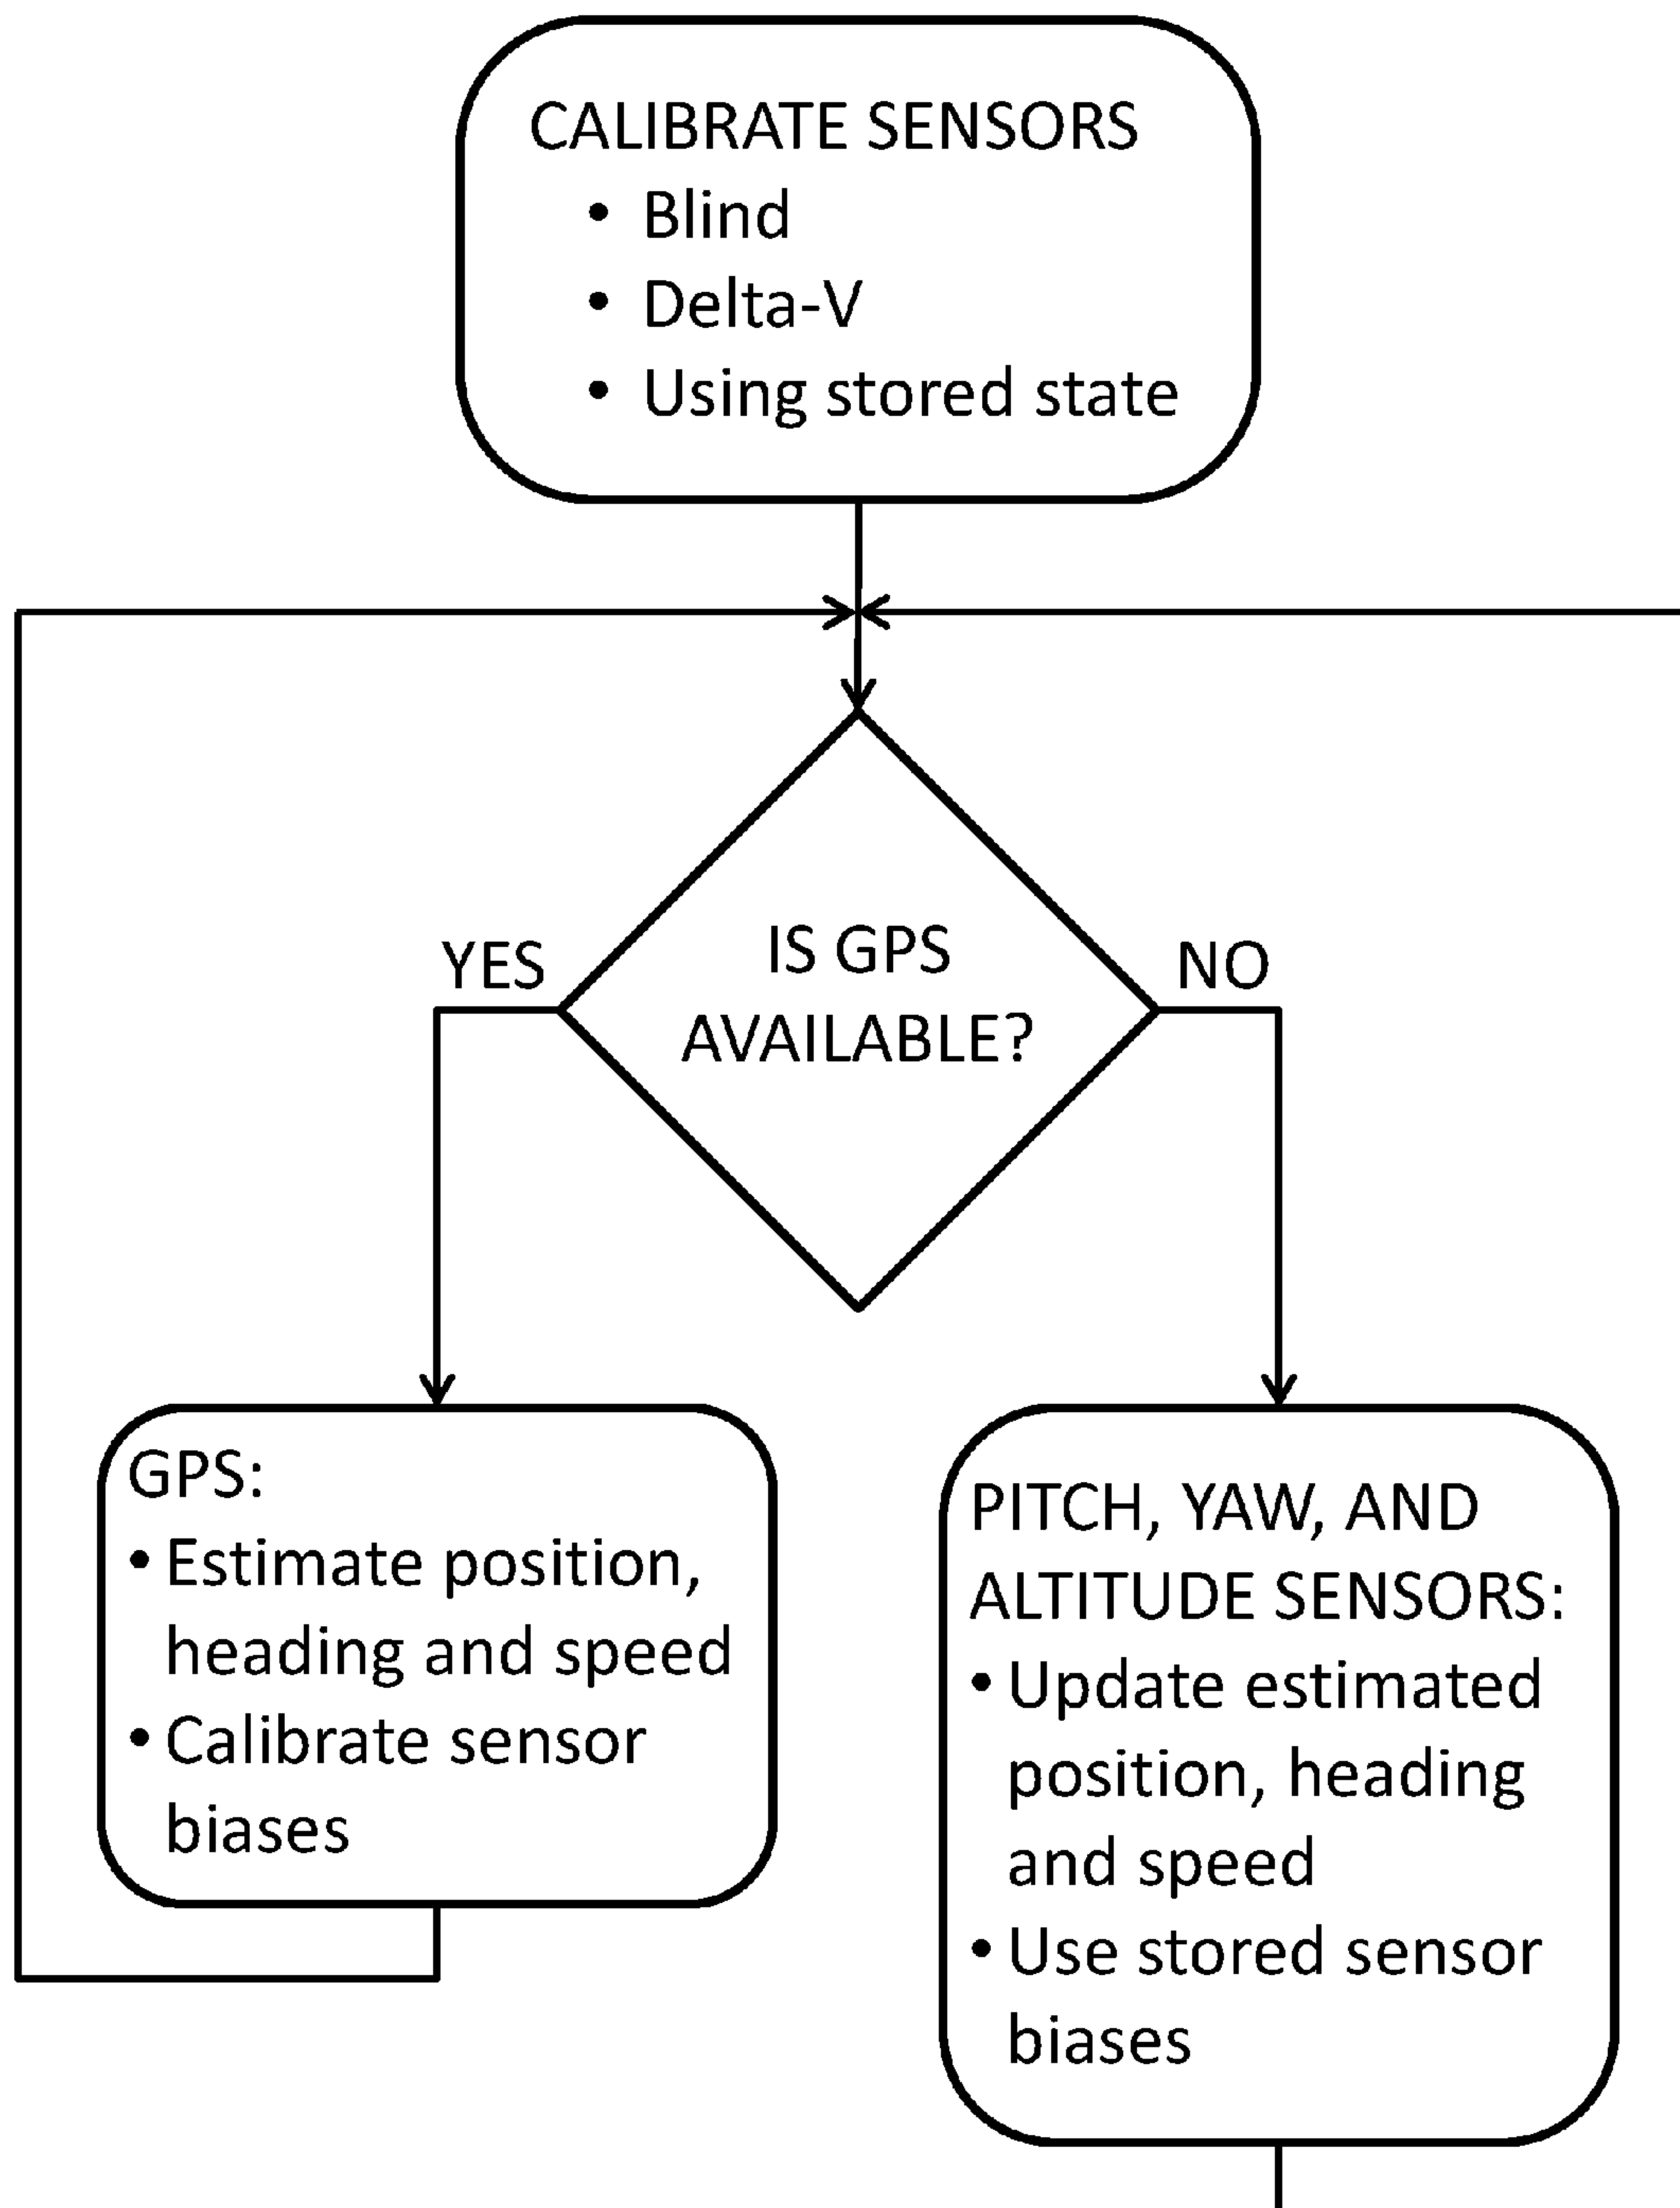 CALIBRATE SENSORS
• Blind
• Delta-V
• Using stored state
YES
IS GPS
AVAILABLE?
NO
GPS:
• Estimate position,
heading and speed
• Calibrate sensor
biases
PITCH, YAW, AND
ALTITUDE SENSORS:
• Update estimated
position, heading
and speed
• Use stored sensor
biases